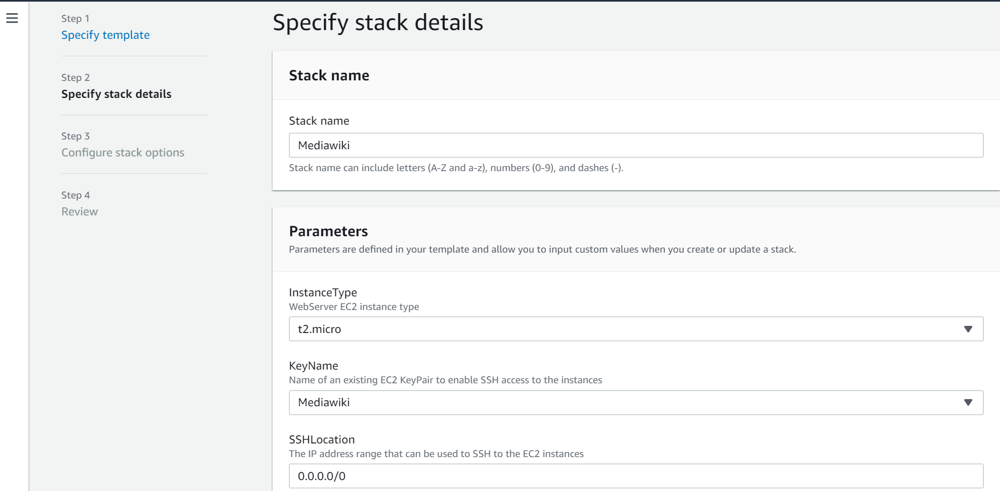 Step 1
Specify template
Step 2
Specify stack details
Step 3
Configure stack options
Step 4
Review
Specify stack details
Stack name
Stack name
Mediawiki
Stack name can include letters (A-Z and a-z), numbers (0-9), and dashes (-).
Parameters
Parameters are defined in your template and allow you to input custom values when you create or update a stack.
InstanceType
WebServer EC2 instance type
t2.micro
KeyName
Name of an existing EC2 KeyPair to enable SSH access to the instances
Mediawiki
SSHLocation
The IP address range that can be used to SSH to the EC2 instances
0.0.0.0/0